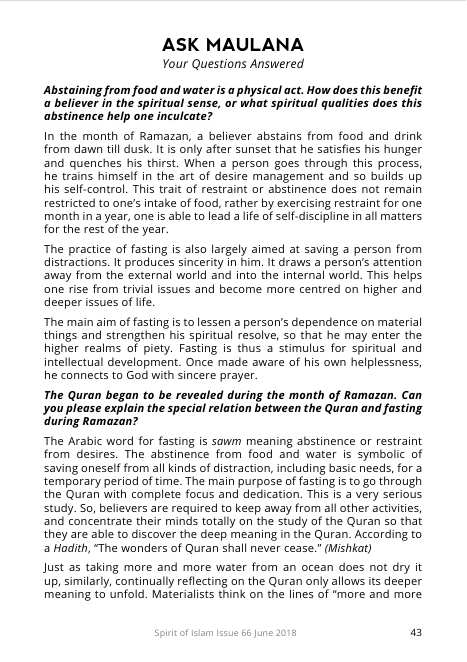 ASK MAULANA
Your Questions Answered
Abstaining from food and water is a physical act. How does this benefit
a believer in the spiritual sense, or what spiritual qualities does this
abstinence help one inculcate?
In the month of Ramazan, a believer abstains from food and drink
from dawn till dusk. It is only after sunset that he satisfies his hunger
and quenches his thirst. When a person goes through this process,
he trains himself in the art of desire management and so builds up
his self-control. This trait of restraint or abstinence does not remain
restricted to one’s intake of food, rather by exercising restraint for one
month in a year, one is able to lead a life of self-discipline in all matters
for the rest of the year.
The practice of fasting is also largely aimed at saving a person from
distractions. It produces sincerity in him. It draws a person’s attention
away from the external world and into the internal world. This helps
one rise from trivial issues and become more centred on higher and
deeper issues of life.
The main aim of fasting is to lessen a person’s dependence on material
things and strengthen his spiritual resolve, so that he may enter the
higher realms of piety. Fasting is thus a stimulus for spiritual and
intellectual development. Once made aware of his own helplessness,
he connects to God with sincere prayer.
The Quran began to be revealed during the month of Ramazan. Can
you please explain the special relation between the Quran and fasting
during Ramazan?
The Arabic word for fasting is sawm meaning abstinence or restraint
from desires. The abstinence from food and water is symbolic of
saving oneself from all kinds of distraction, including basic needs, for a
temporary period of time. The main purpose of fasting is to go through
the Quran with complete focus and dedication. This is a very serious
study. So, believers are required to keep away from all other activities,
and concentrate their minds totally on the study of the Quran so that
they are able to discover the deep meaning in the Quran. According to
a Hadith, “The wonders of Quran shall never cease.” (Mishkat)
Just as taking more and more water from an ocean does not dry it
up, similarly, continually reflecting on the Quran only allows its deeper
meaning to unfold. Materialists think on the lines of “more and more
Spirit of Islam Issue 66 June 2018 43